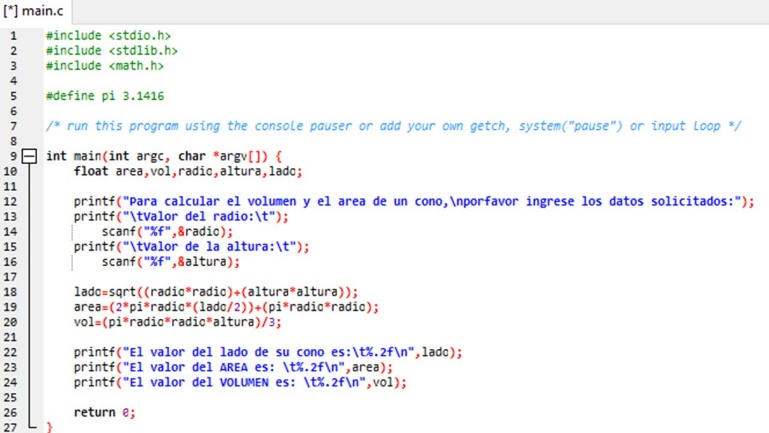 [*] main.c
1 #include <stdio.h>
2 #include <stdlib.h>
3 #include <math.h>
4
5 #define pi 3.1416
6
7 /* run this program using the console pauser or add your own getch, system("pause") or input loop */
8
9 int main(int argc, char *argv[]) {
10 float area,vol,radio,altura,lado;
11
12 printf("Para calcular el volumen y el area de un cono,\nporfavor ingrese los datos solicitados:");
13 printf("\tValor del radio:\t");
14 scanf("%f",&radio);
15 printf("\tValor de la altura:\t");
16 scanf("%f",&altura);
17
18 lado=sqrt((radio*radio)+(altura*altura));
19 area=(2*pi*radio*(lado/2))+(pi*radio*radio);
20 vol=(pi*radio*radio*altura)/3;
21
22 printf("El valor del lado de su cono es:\t%.2f\n",lado);
23 printf("El valor del AREA es: \t%.2f\n",area);
24 printf("El valor del VOLUMEN es: \t%.2f\n",vol);
25
26 return 0;
27 }